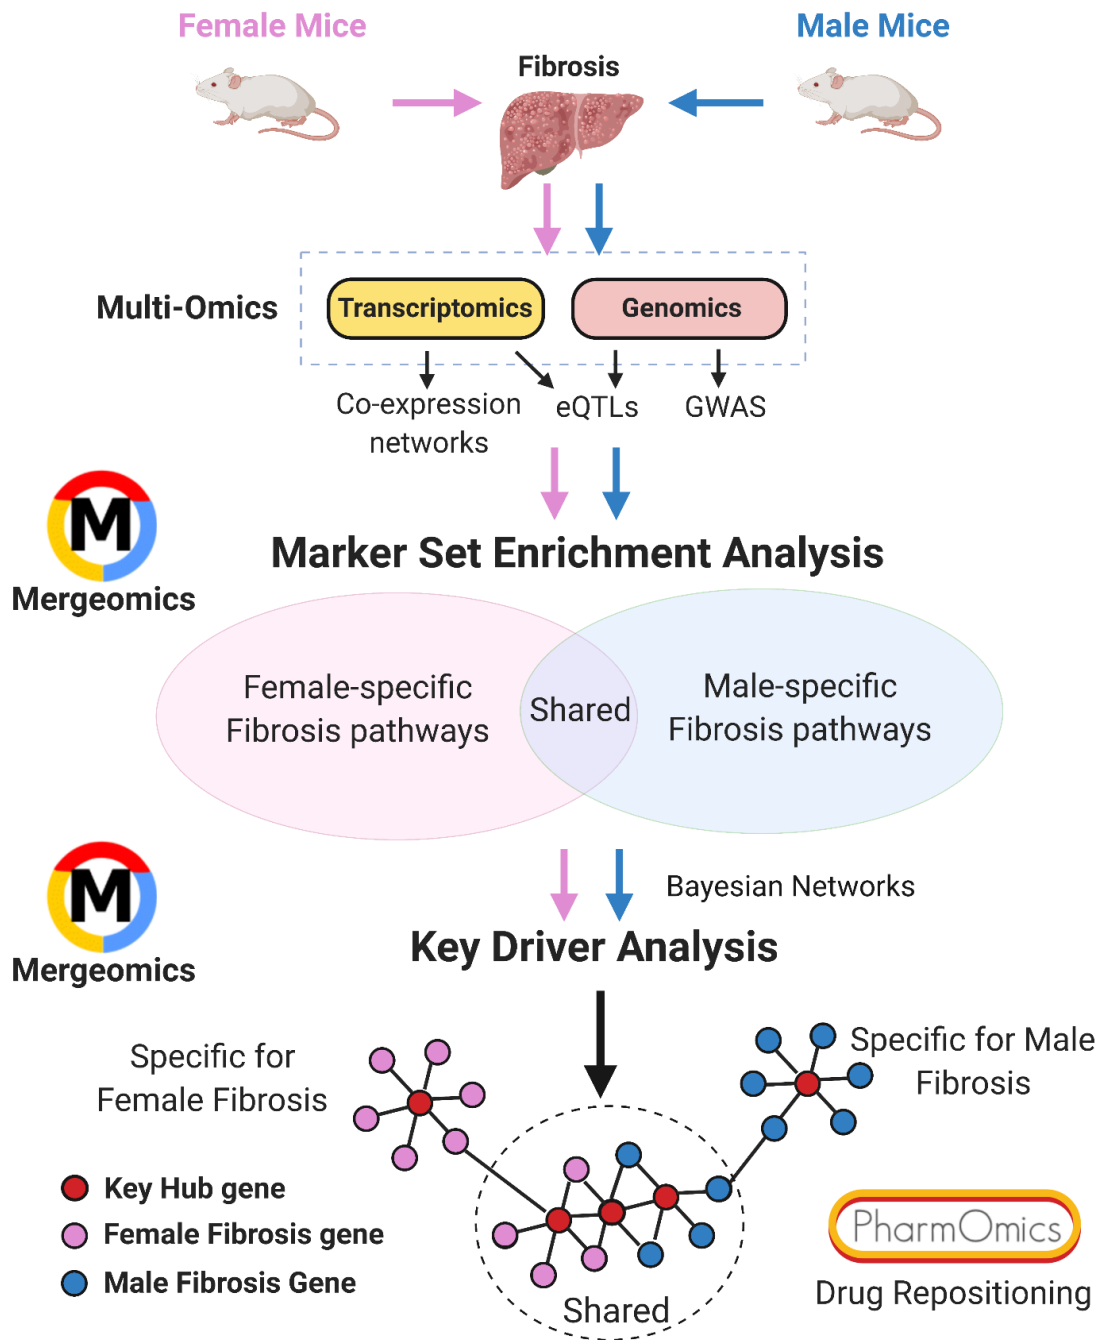 Female Mice
Male Mice
Fibrosis
Multi-Omics
Transcriptomics
Genomics
Co-expression
networks
eQTLs
GWAS
M
Mergeomics
Marker Set Enrichment Analysis
Female-specific
Fibrosis pathways
Shared
Male-specific
Fibrosis pathways
M
Mergeomics
Bayesian Networks
Key Driver Analysis
Specific for
Female Fibrosis
Specific for Male
Fibrosis
Key Hub gene
Female Fibrosis gene
Male Fibrosis Gene
Shared
PharmOmics
Drug Repositioning